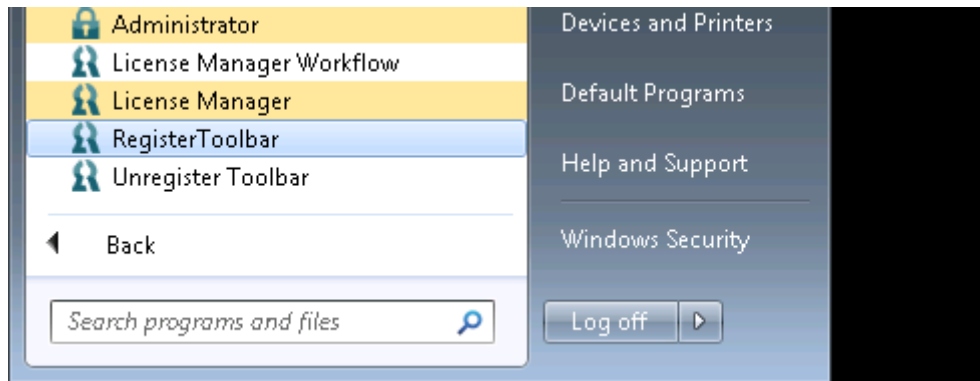 Administrator
License Manager Workflow
License Manager
RegisterToolbar
Unregister Toolbar
Back
Search programs and files
Devices and Printers
Default Programs
Help and Support
Windows Security
Log off